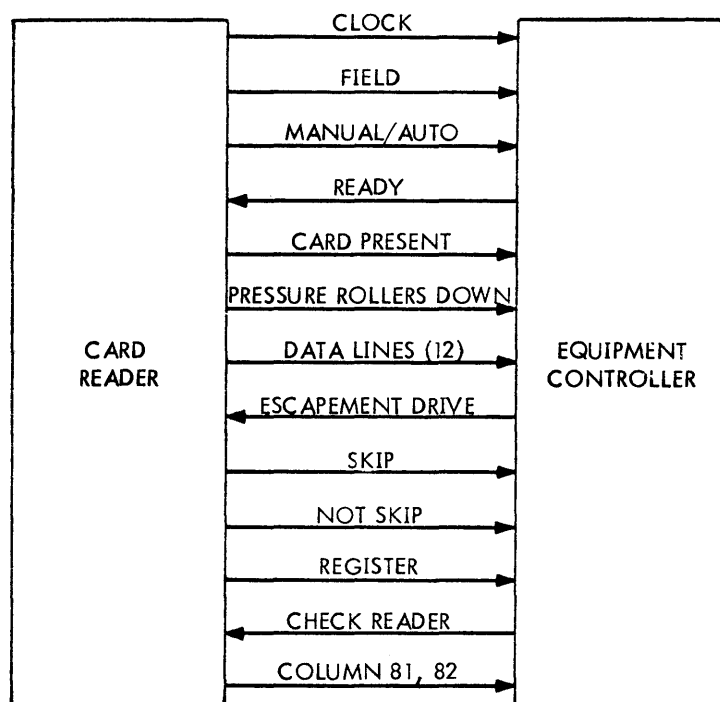 CLOCK
FIELD
MANUAL/AUTO
READY
CARD PRESENT
PRESSURE ROLLERS DOWN
CARD
READER
DATA LINES (12)
EQUIPMENT
CONTROLLER
ESCAPEMENT DRIVE
SKIP
NOT SKIP
REGISTER
CHECK READER
COLUMN 81, 82